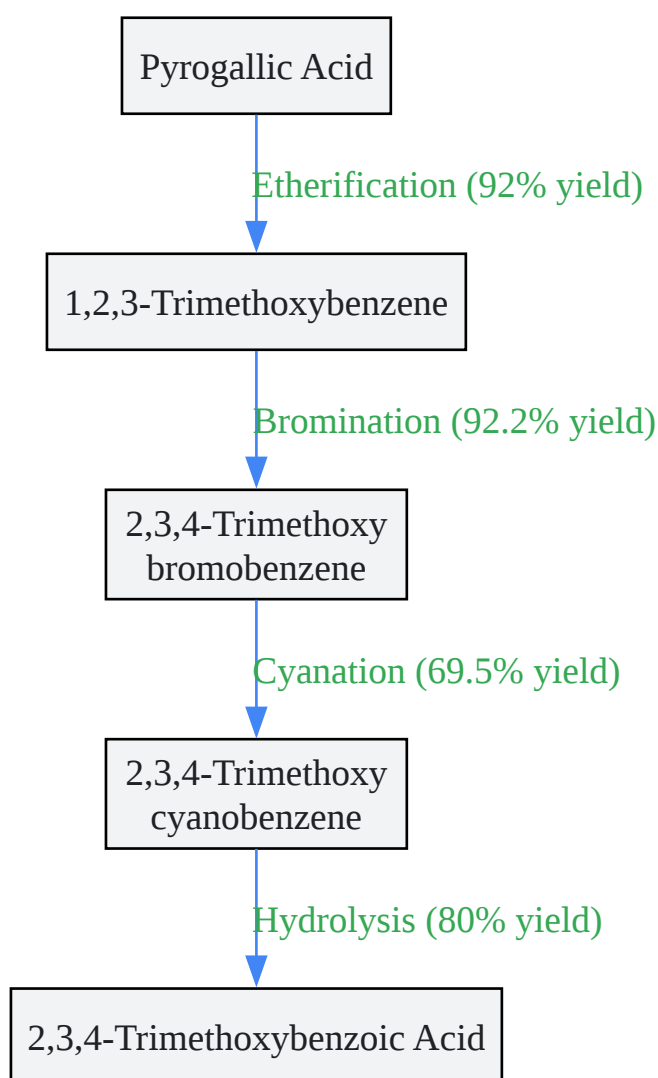 Pyrogallic Acid
Etherification (92% yield)
1,2,3-Trimethoxybenzene
Bromination (92.2% yield)
2,3,4-Trimethoxy
bromobenzene
Cyanation (69.5% yield)
2,3,4-Trimethoxy
cyanobenzene
Hydrolysis (80% yield)
2,3,4-Trimethoxybenzoic Acid